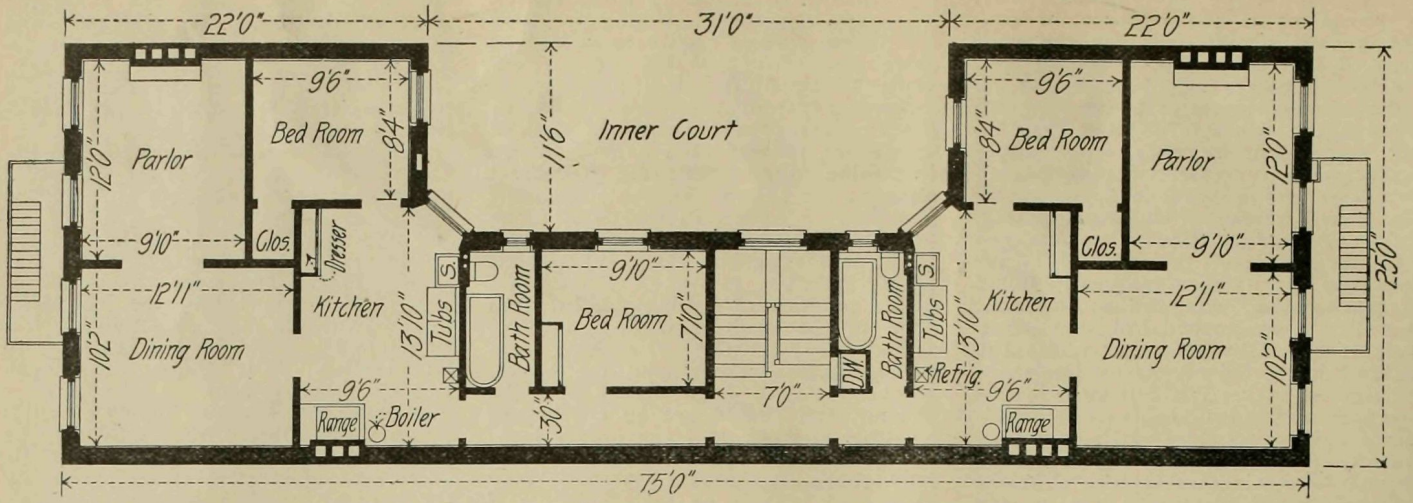 22'0"
31'0"
22'0"
9'6"
9'6"
Bed Room
8'4"
11'6"
Inner Court
8'4"
Bed Room
Parlor
12'0"
Parlor
12'0"
25'0"
9'10"
Clos.
Dresser
Clos.
9'10"
12'11"
Kitchen
S.
Tubs
Bath Room
9'10"
Bed Room
7'10"
Bath Room
S.
Tubs
Kitchen
12'11"
10'2"
Dining Room
13'10"
D.W.
13'10"
Dining Room
10'2"
Refrig.
9'6"
7'0"
9'6"
Range
Boiler
3'0"
Range
75'0"